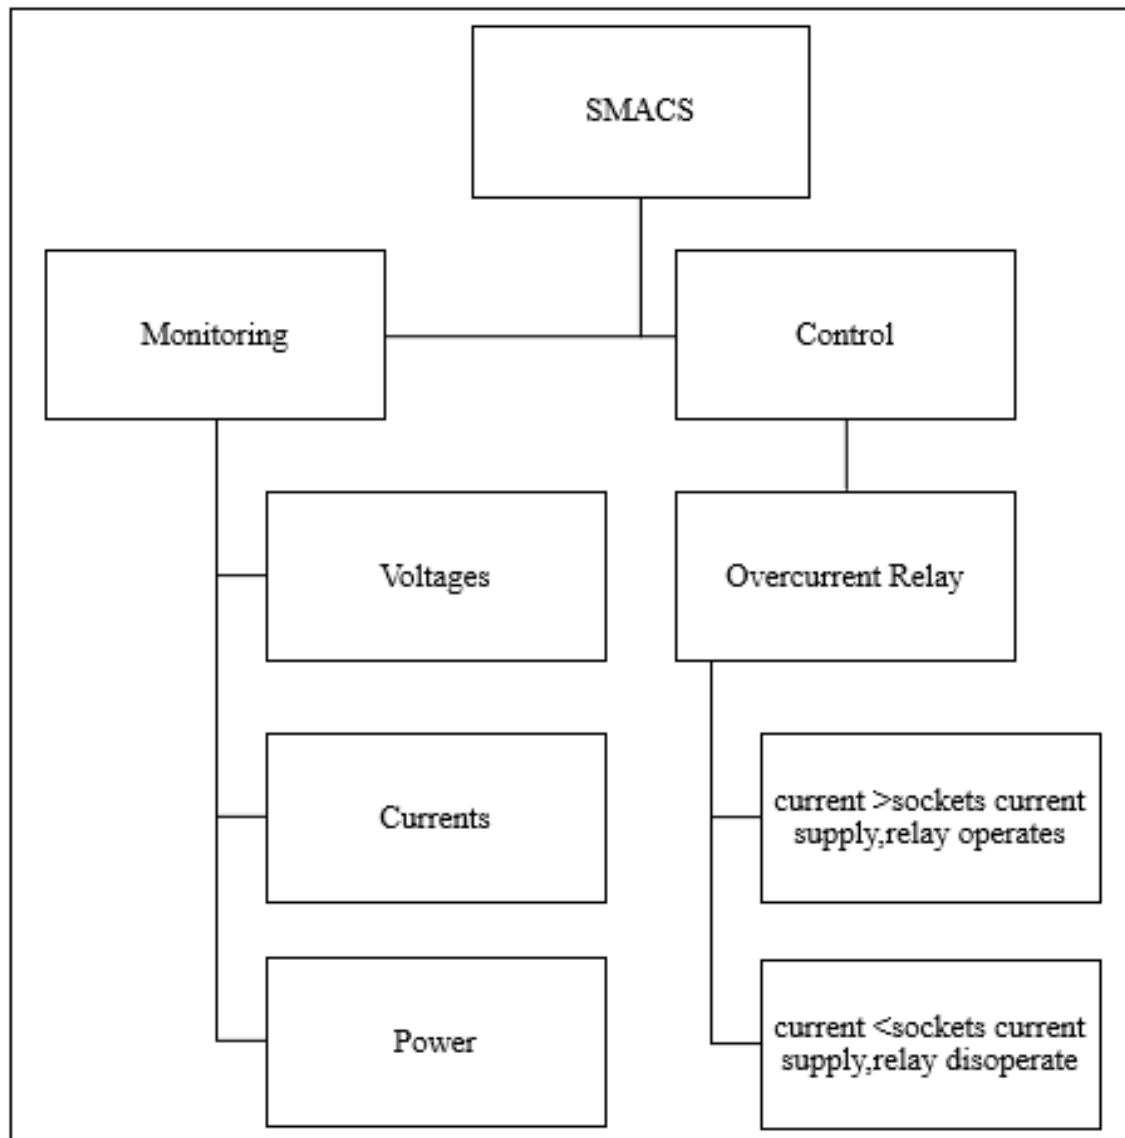 SMACS
Monitoring
Control
Voltages
Overcurrent Relay
Currents
current >sockets current
supply,relay operates
Power
current <sockets current
supply,relay disoperate